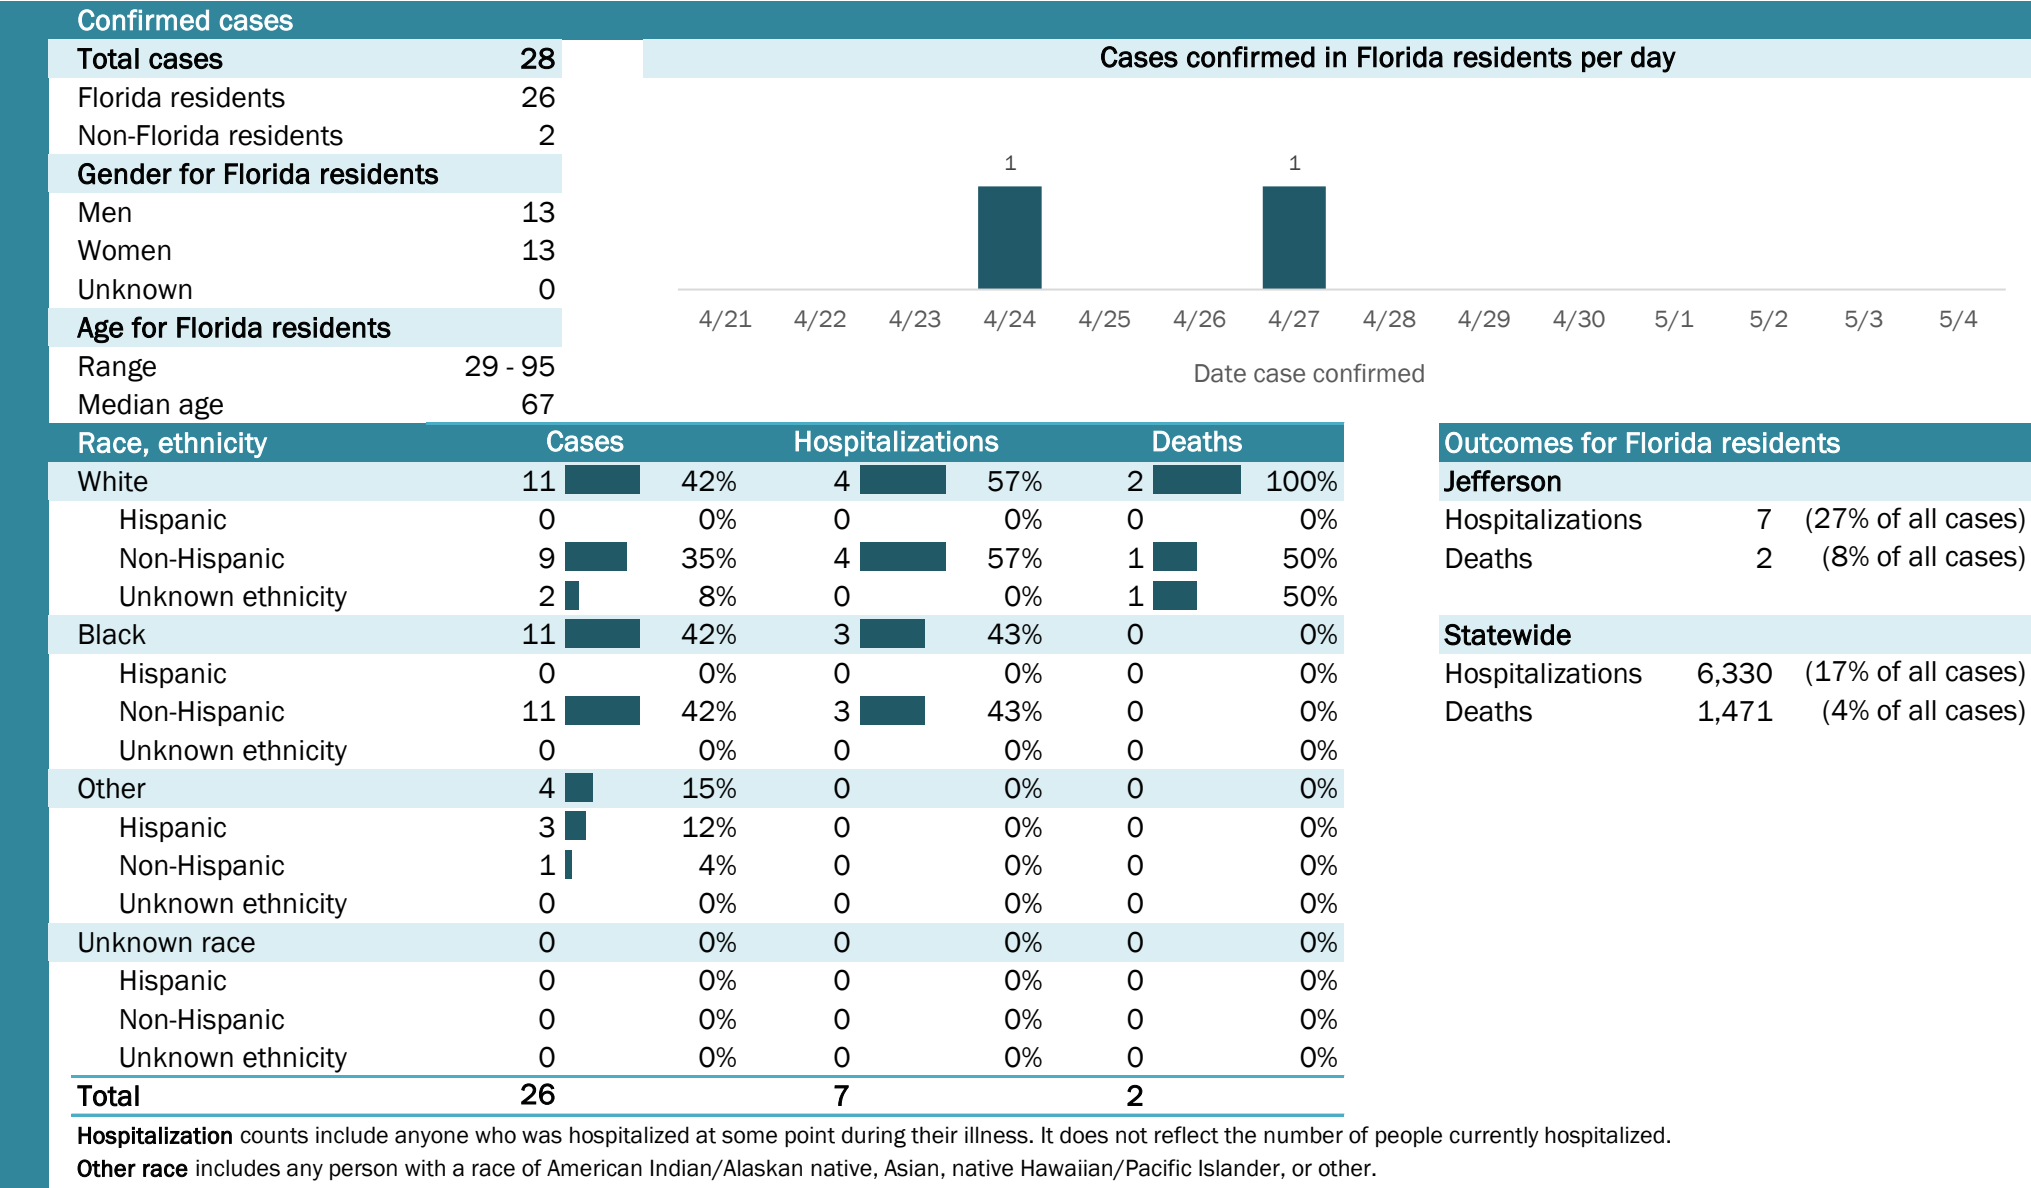 Confirmed cases
Total cases 28
Florida residents 26
Non-Florida residents 2
Gender for Florida residents
Men 13
Women 13
Unknown 0
Age for Florida residents
Range 29 - 95
Median age 67
Cases confirmed in Florida residents per day
1 1
4/21 4/22 4/23 4/24 4/25 4/26 4/27 4/28 4/29 4/30 5/1 5/2 5/3 5/4
Date case confirmed
Race, ethnicity Cases Hospitalizations Deaths
White 11 42% 4 57% 2 100%
Hispanic 0 0% 0 0% 0 0%
Non-Hispanic 9 35% 4 57% 1 50%
Unknown ethnicity 2 8% 0 0% 1 50%
Black 11 42% 3 43% 0 0%
Hispanic 0 0% 0 0% 0 0%
Non-Hispanic 11 42% 3 43% 0 0%
Unknown ethnicity 0 0% 0 0% 0 0%
Other 4 15% 0 0% 0 0%
Hispanic 3 12% 0 0% 0 0%
Non-Hispanic 1 4% 0 0% 0 0%
Unknown ethnicity 0 0% 0 0% 0 0%
Unknown race 0 0% 0 0% 0 0%
Hispanic 0 0% 0 0% 0 0%
Non-Hispanic 0 0% 0 0% 0 0%
Unknown ethnicity 0 0% 0 0% 0 0%
Total 26 7 2
Outcomes for Florida residents
Jefferson
Hospitalizations 7 (27% of all cases)
Deaths 2 (8% of all cases)
Statewide
Hospitalizations 6,330 (17% of all cases)
Deaths 1,471 (4% of all cases)
Hospitalization counts include anyone who was hospitalized at some point during their illness. It does not reflect the number of people currently hospitalized.
Other race includes any person with a race of American Indian/Alaskan native, Asian, native Hawaiian/Pacific Islander, or other.